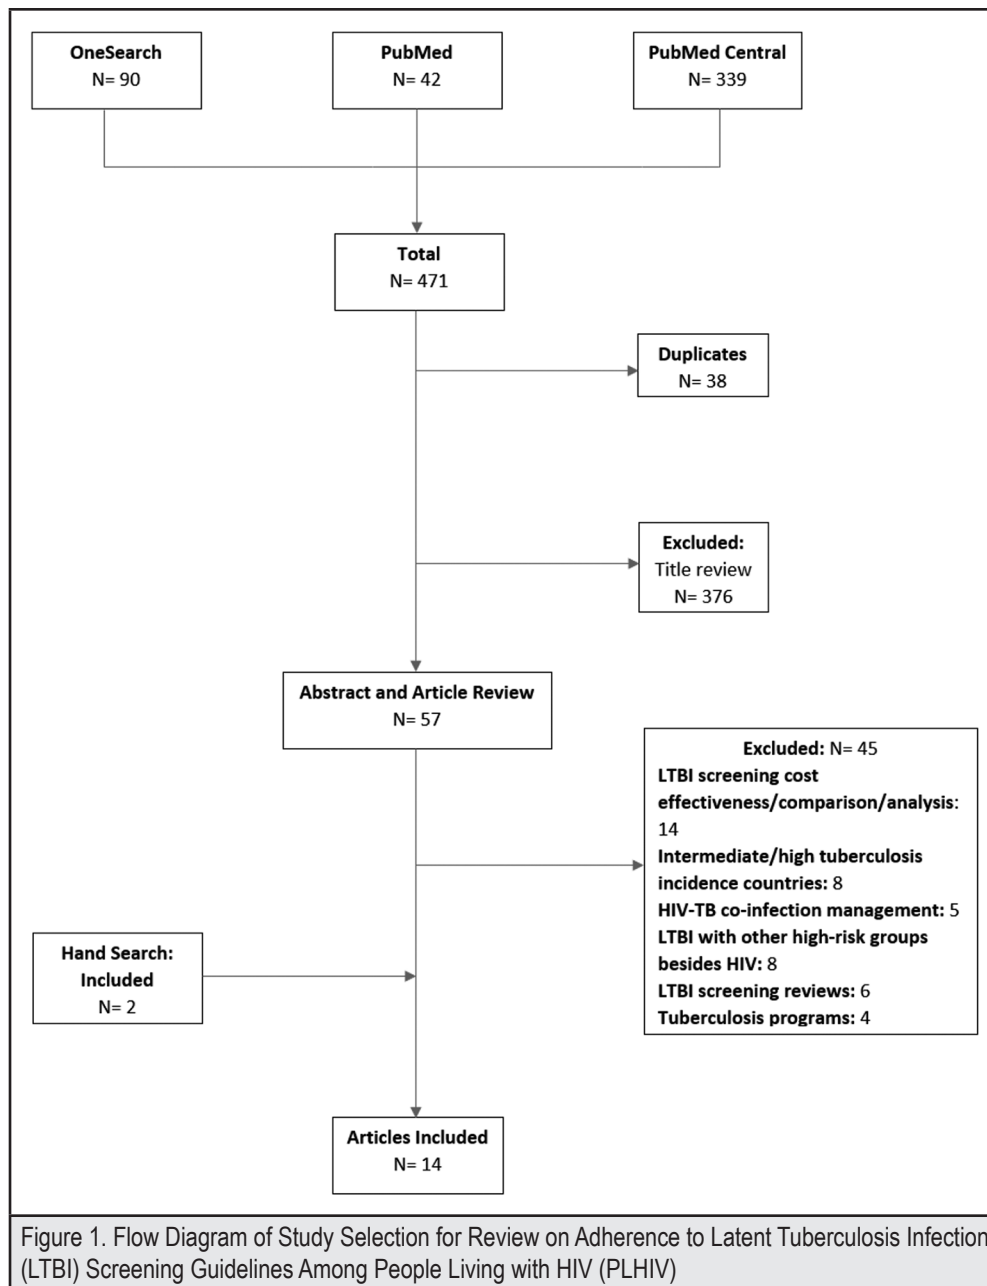 OneSearch
N= 90
PubMed
N= 42
PubMed Central
N= 339
Total
N= 471
Duplicates
N= 38
Excluded:
Title review
N= 376
Abstract and Article Review
N= 57
Excluded: N= 45
LTBI screening cost
effectiveness/comparison/analysis:
14
Intermediate/high tuberculosis
incidence countries: 8
HIV-TB co-infection management: 5
LTBI with other high-risk groups
besides HIV: 8
LTBI screening reviews: 6
Tuberculosis programs: 4
Hand Search:
Included
N= 2
Articles Included
N= 14
Figure 1. Flow Diagram of Study Selection for Review on Adherence to Latent Tuberculosis Infection
(LTBI) Screening Guidelines Among People Living with HIV (PLHIV)